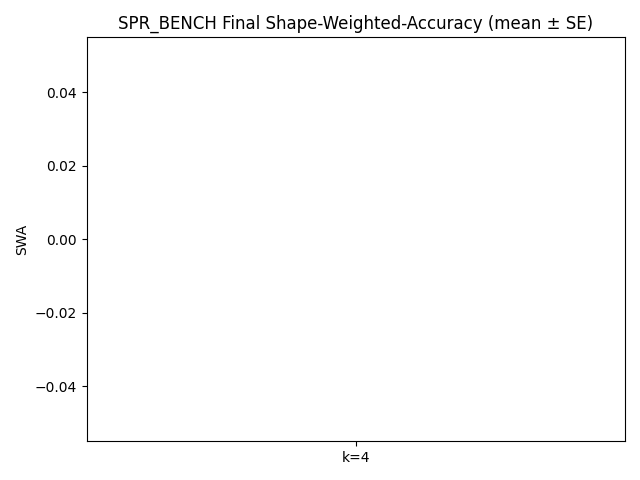 SPR_BENCH Final Shape-Weighted-Accuracy (mean ± SE)
0.04
0.02
0.00
−0.02
−0.04
SWA
k=4